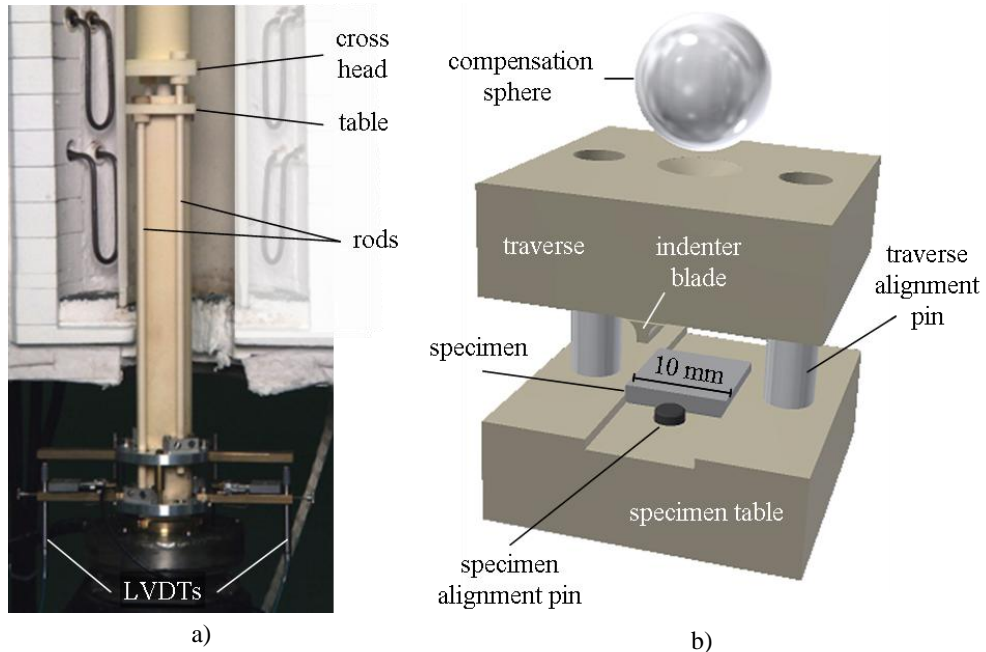 cross
head
table
rods
LVDTs
a)
compensation
sphere
traverse
indenter
blade
traverse
alignment
pin
specimen
10 mm
specimen table
specimen
alignment pin
b)